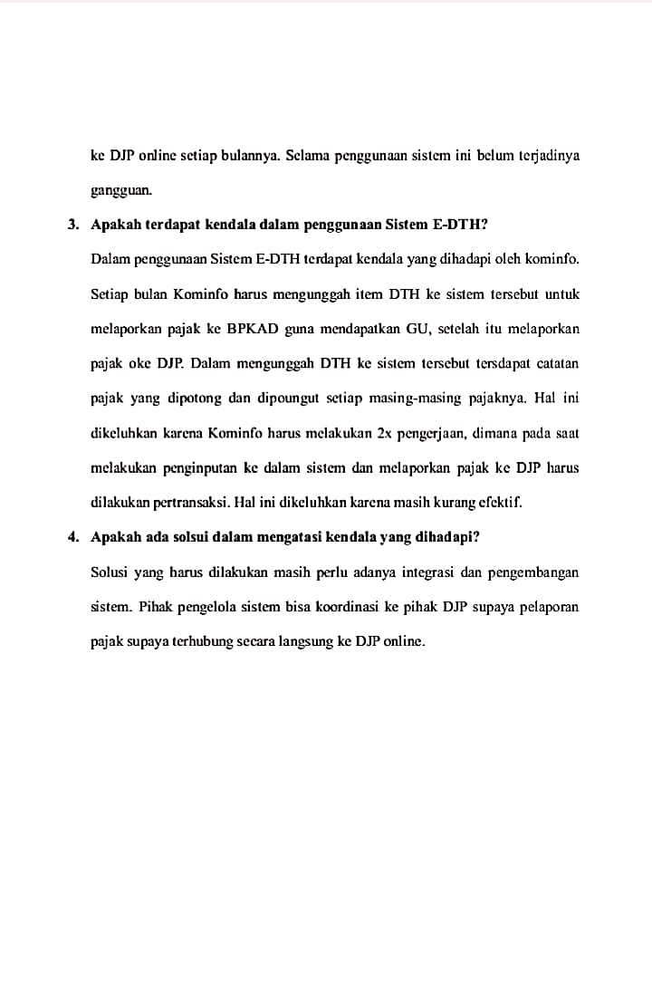 ke DJP online setiap bulannya. Selama penggunaan sistem ini belum terjadinya
gangguan.
3. Apakah terdapat kendala dalam penggunaan Sistem E-DTH?
Dalam penggunaan Sistem E-DTH terdapat kendala yang dihadapi oleh kominfo.
Setiap bulan Kominfo harus mengunggah item DTH ke sistem tersebut untuk
melaporkan pajak ke BPKAD guna mendapatkan GU, setelah itu melaporkan
pajak oke DJP. Dalam mengunggah DTH ke sistem tersebut tersdapat catatan
pajak yang dipotong dan dipoungut setiap masing-masing pajaknya. Hal ini
dikeluhkan karena Kominfo harus melakukan 2x pengerjaan, dimana pada saat
melakukan penginputan ke dalam sistem dan melaporkan pajak ke DJP harus
dilakukan pertransaksi. Hal ini dikeluhkan karena masih kurang efektif.
4. Apakah ada solsui dalam mengatasi kendala yang dihadapi?
Solusi yang harus dilakukan masih perlu adanya integrasi dan pengembangan
sistem. Pihak pengelola sistem bisa koordinasi ke pihak DJP supaya pelaporan
pajak supaya terhubung secara langsung ke DJP online.